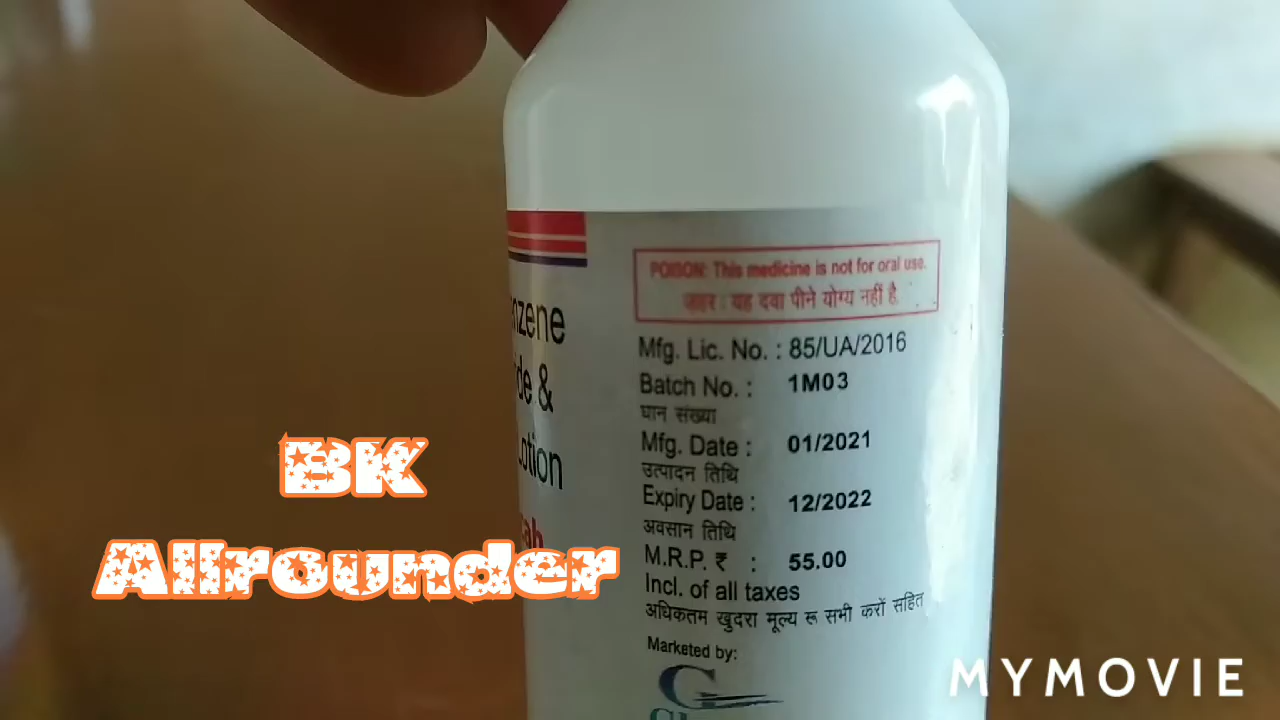 nzene
de &
Lotion
POISON: This medicine is not for oral use.
जहर : यह दवा पीने योग्य नहीं है
Mfg. Lic. No. : 85/UA/2016
Batch No. : 1M03
घान संख्या
Mfg. Date : 01/2021
उत्पादन तिथि
Expiry Date : 12/2022
अवसान तिथि
M.R.P. ₹ : 55.00
Incl. of all taxes
अधिकतम खुदरा मूल्य रू सभी करों सहित
Marketed by:
G
BK
Allrounder
MYMOVIE